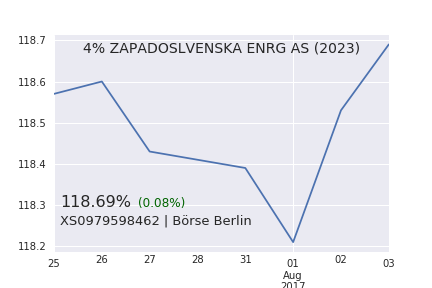 4% ZAPADOSLVENSKA ENRG AS (2023)
118.7
118.6
118.5
118.4
118.3
118.2
118.69% (0.08%)
XS0979598462 | Börse Berlin
25 26 27 28 31 01 02 03
Aug
2017